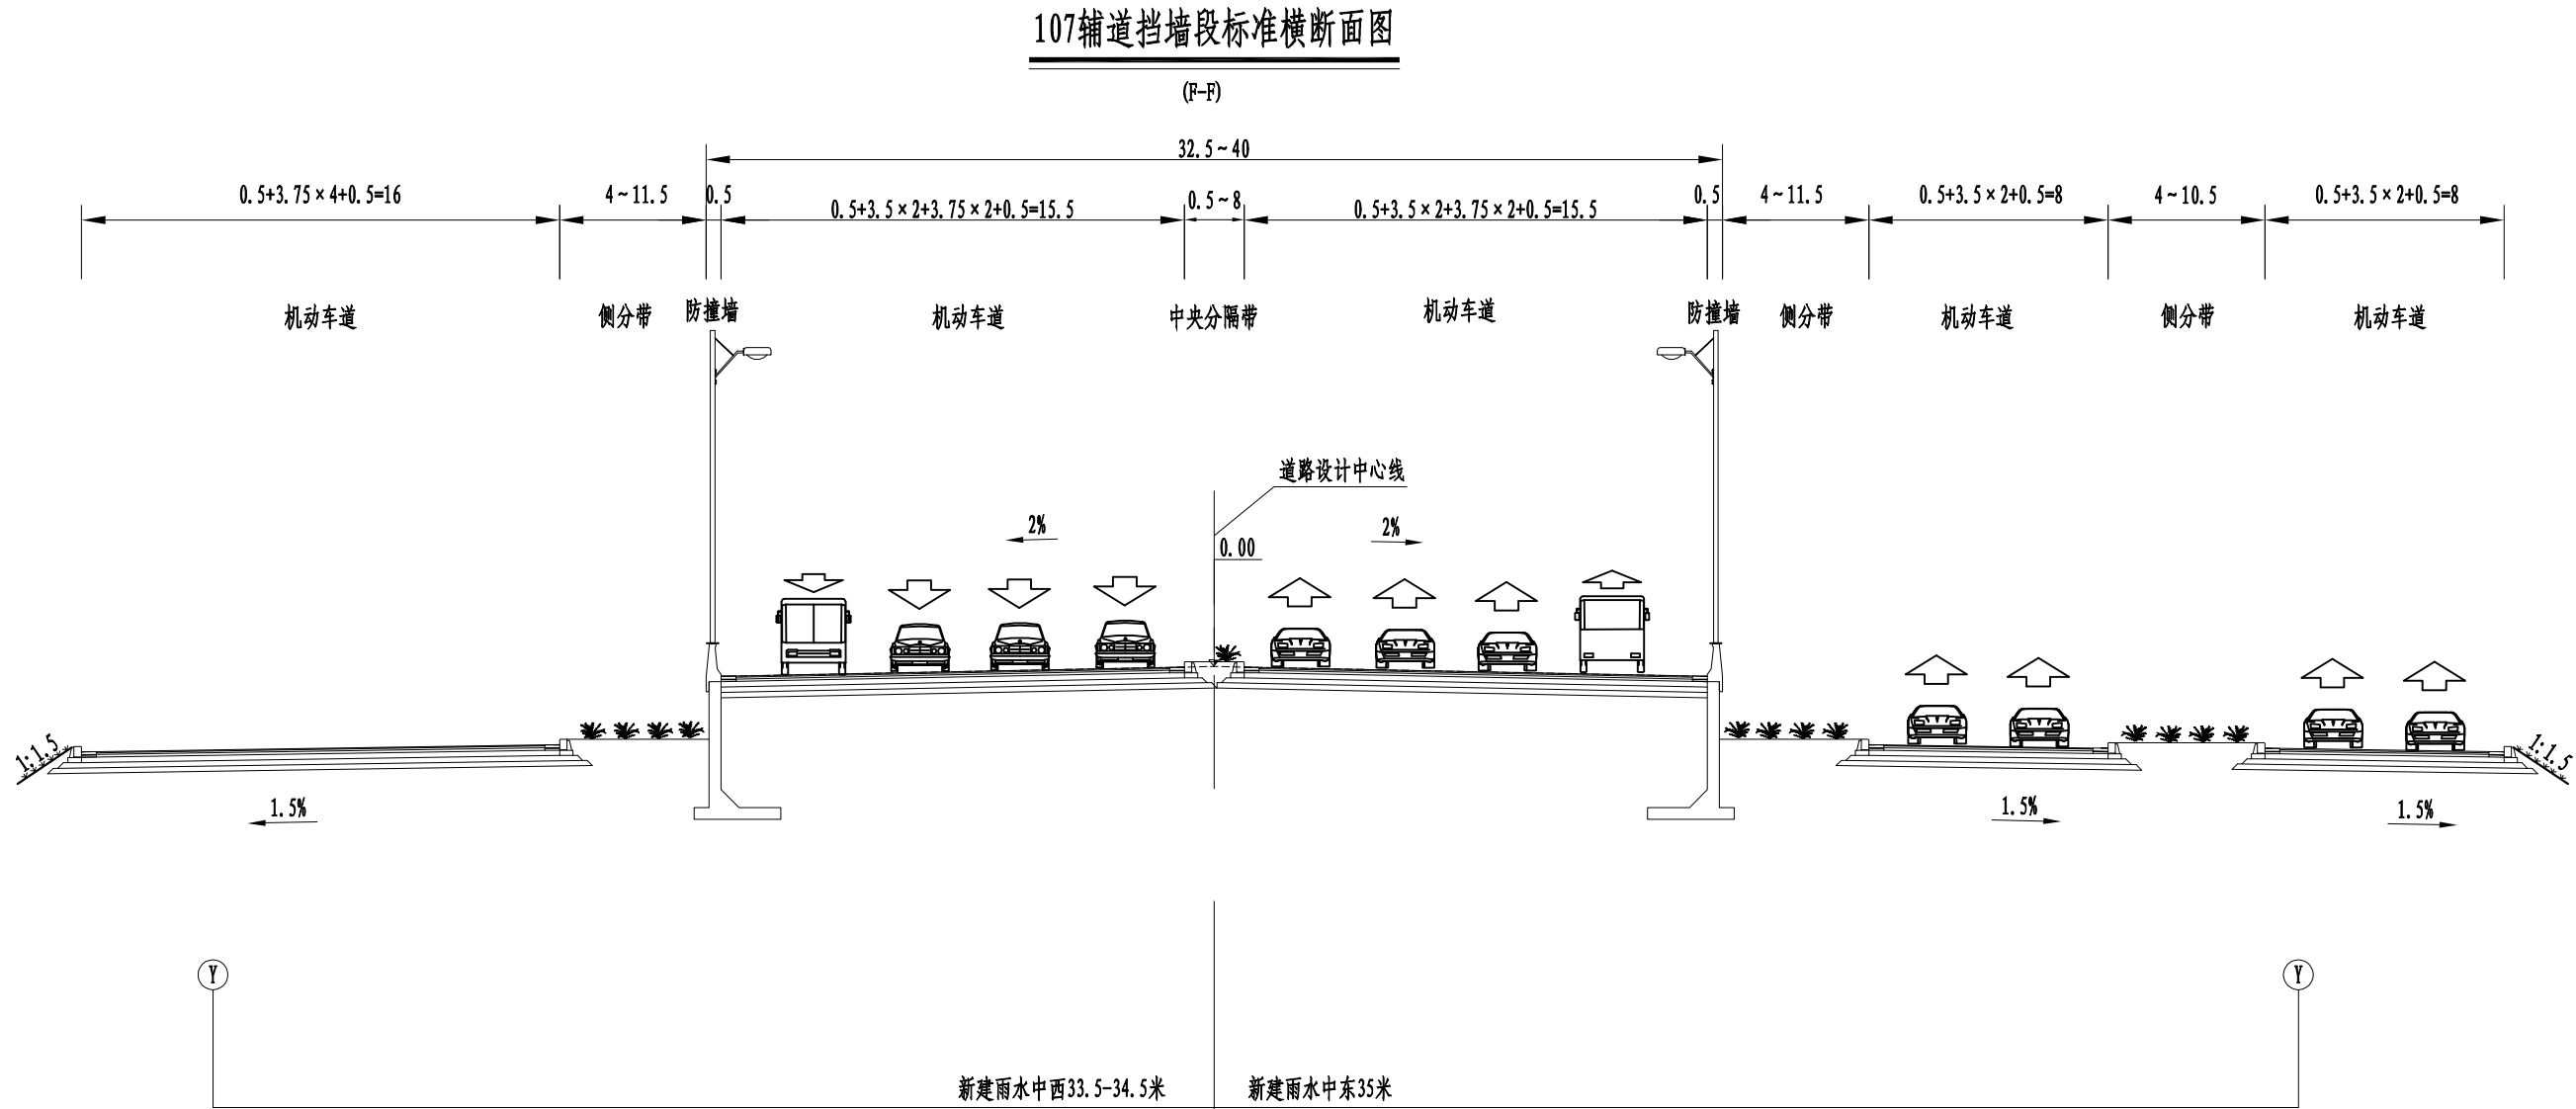 107辅道挡墙段标准横断面图
(F-F)
32.5~40
0.5+3.75×4+0.5=16
4~11.5
0.5
0.5+3.5×2+3.75×2+0.5=15.5
0.5~8
0.5+3.5×2+3.75×2+0.5=15.5
0.5
4~11.5
0.5+3.5×2+0.5=8
4~10.5
0.5+3.5×2+0.5=8
机动车道
侧分带
防撞墙
机动车道
中央分隔带
机动车道
防撞墙
侧分带
机动车道
侧分带
机动车道
道路设计中心线
2%
2%
0.00
1:1.5
1:1.5
1.5%
1.5%
1.5%
Y
Y
新建雨水中西33.5-34.5米
新建雨水中东35米